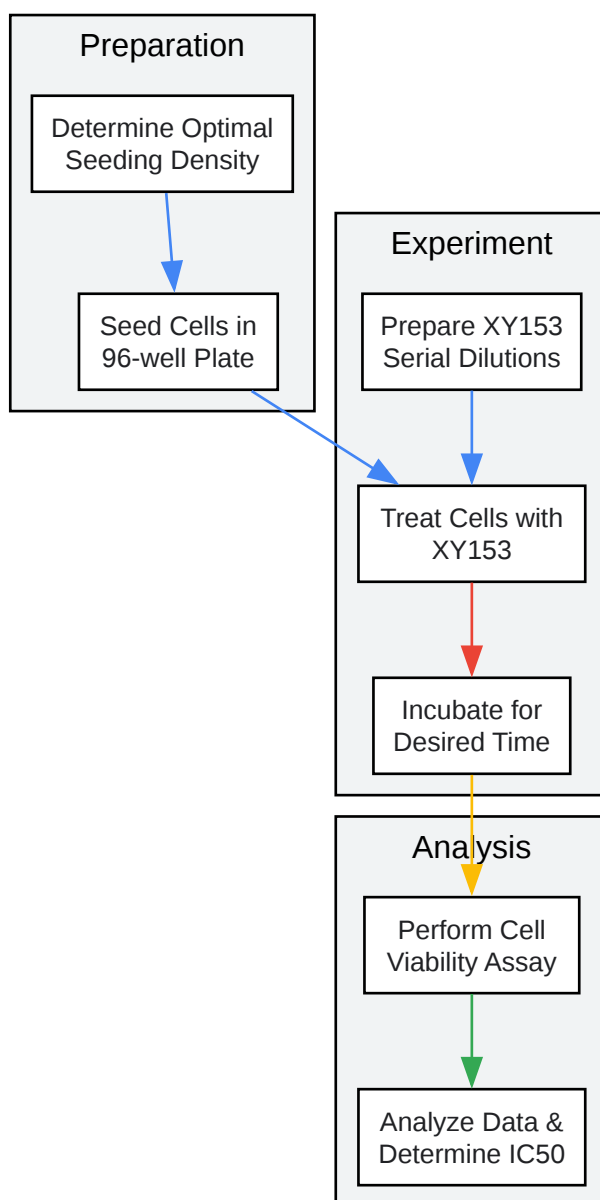 Preparation
Determine Optimal
Seeding Density
Seed Cells in
96-well Plate
Experiment
Prepare XY153
Serial Dilutions
Treat Cells with
XY153
Incubate for
Desired Time
Analysis
Perform Cell
Viability Assay
Analyze Data &
Determine IC50